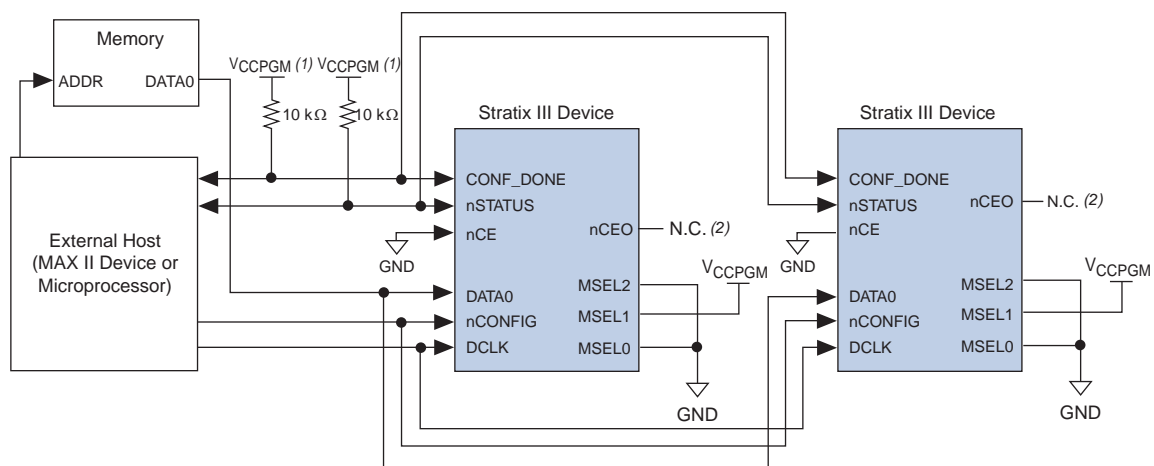 Memory
ADDR DATA0
VCCPGM (1) VCCPGM (1)
10 kΩ 10 kΩ
External Host
(MAX II Device or
Microprocessor)
Stratix III Device
CONF_DONE
nSTATUS
nCE
nCEO N.C. (2)
GND
DATA0
nCONFIG
DCLK
MSEL2
MSEL1
MSEL0
VCCPGM
GND
Stratix III Device
CONF_DONE
nSTATUS
nCE
nCEO N.C. (2)
GND
DATA0
nCONFIG
DCLK
MSEL2
MSEL1
MSEL0
VCCPGM
GND